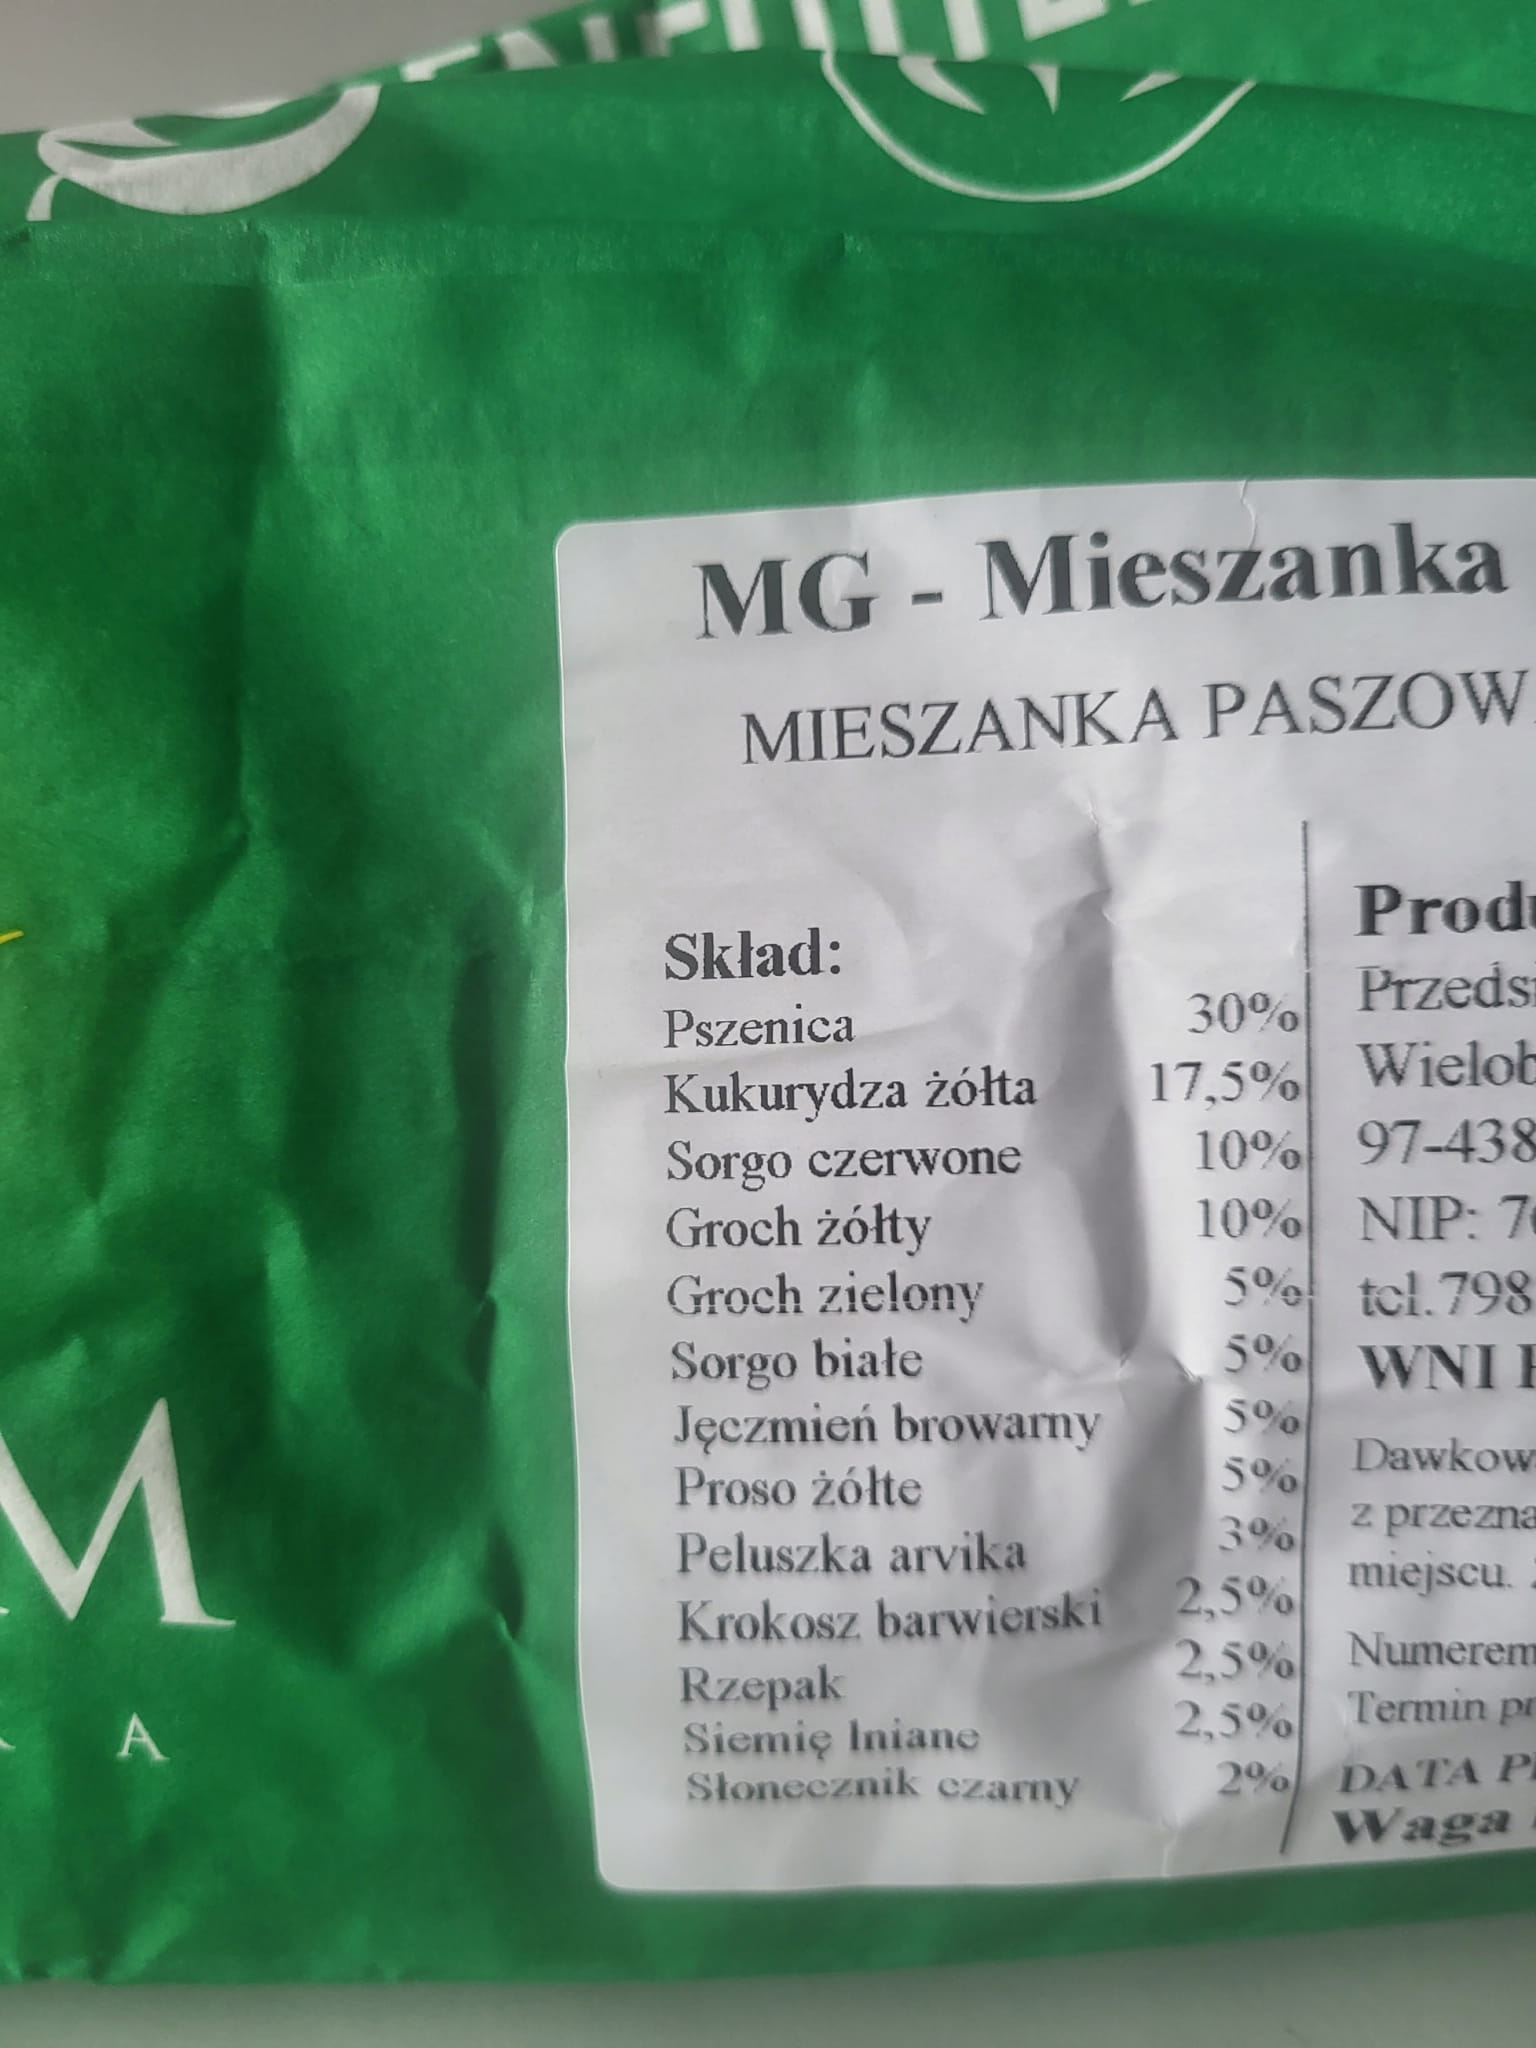 M
A
MG - Mieszanka
MIESZANKA PASZOW
Skład:
Pszenica 30%
Kukurydza żółta 17,5%
Sorgo czerwone 10%
Groch żółty 10%
Groch zielony 5%
Sorgo białe 5%
Jęczmień browarny 5%
Proso żółte 5%
Peluszka arvika 3%
Krokosz barwierski 2,5%
Rzepak 2,5%
Siemię lniane 2,5%
Słonecznik czarny 2%
Prod
Przeds
Wielob
97-438
NIP: 7
tel.798
WNI
Dawkow
z przezna
miejscu.
Numerem
Termin pr
DATA P
Waga